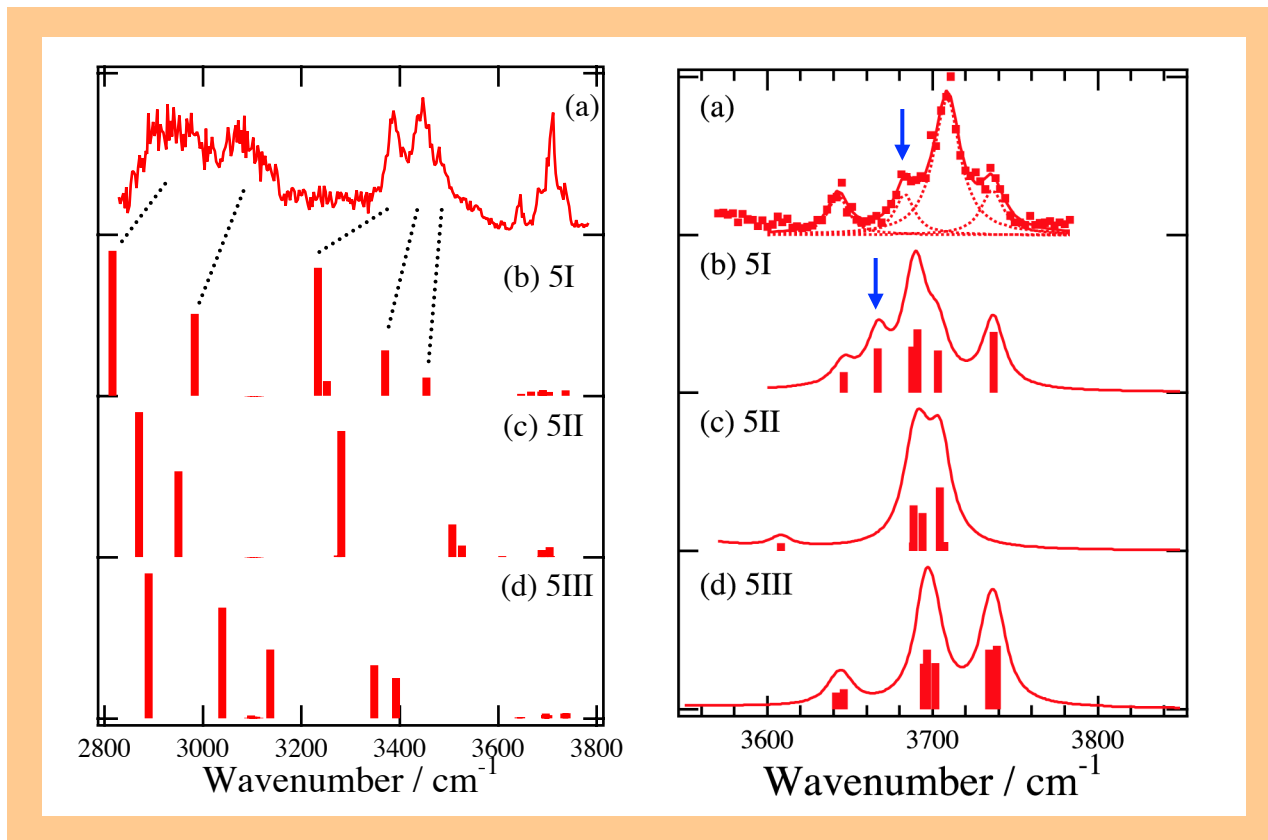 (a)
(b) 5I
(c) 5II
(d) 5III
2800 3000 3200 3400 3600 3800
Wavenumber / cm-1
(a)
(b) 5I
(c) 5II
(d) 5III
3600 3700 3800
Wavenumber / cm-1